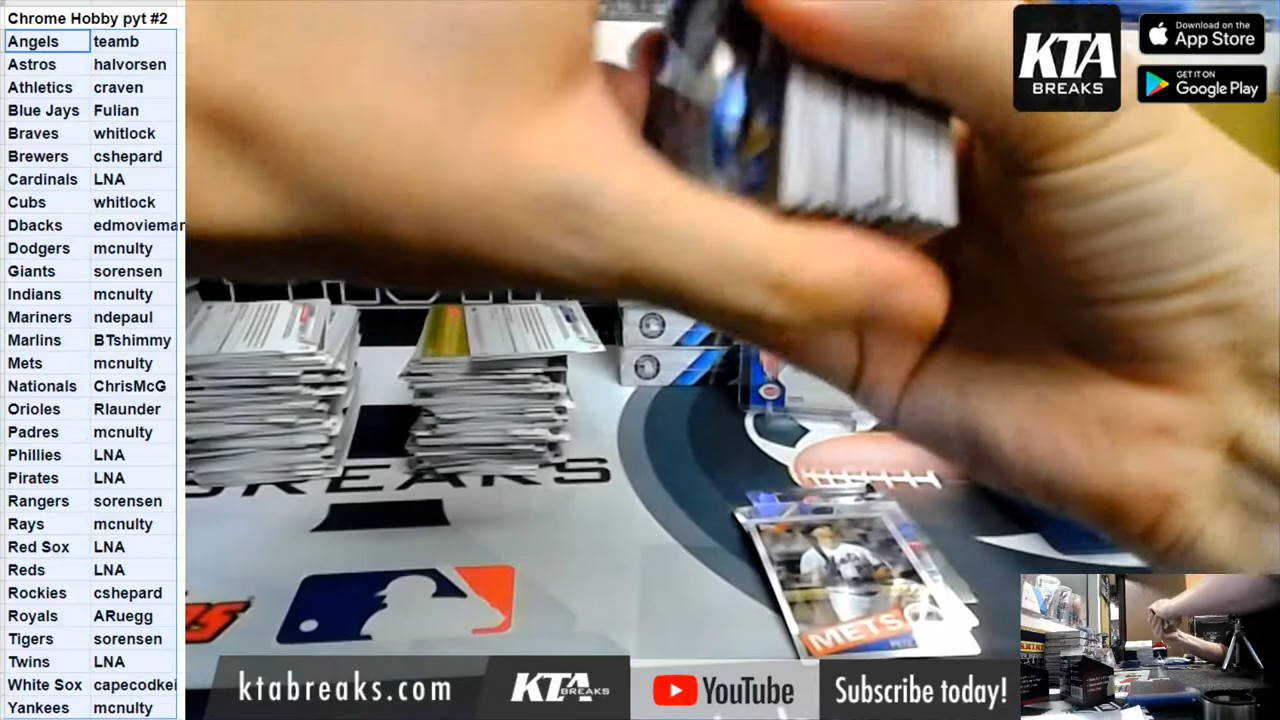 Chrome Hobby pyt #2
Angels teamb
Astros halvorsen
Athletics craven
Blue Jays Fulian
Braves whitlock
Brewers cshepard
Cardinals LNA
Cubs whitlock
Dbacks edmoviemar
Dodgers mcnulty
Giants sorensen
Indians mcnulty
Mariners ndepaul
Marlins BTshimmy
Mets mcnulty
Nationals ChrisMcG
Orioles Rlaunder
Padres mcnulty
Phillies LNA
Pirates LNA
Rangers sorensen
Rays mcnulty
Red Sox LNA
Reds LNA
Rockies cshepard
Royals ARuegg
Tigers sorensen
Twins LNA
White Sox capecodkei
Yankees mcnulty
KTA
BREAKS
Download on the
App Store
GET IT ON
Google Play
BREAKS
METS
ktabreaks.com
KTA
BREAKS
YouTube
Subscribe today!